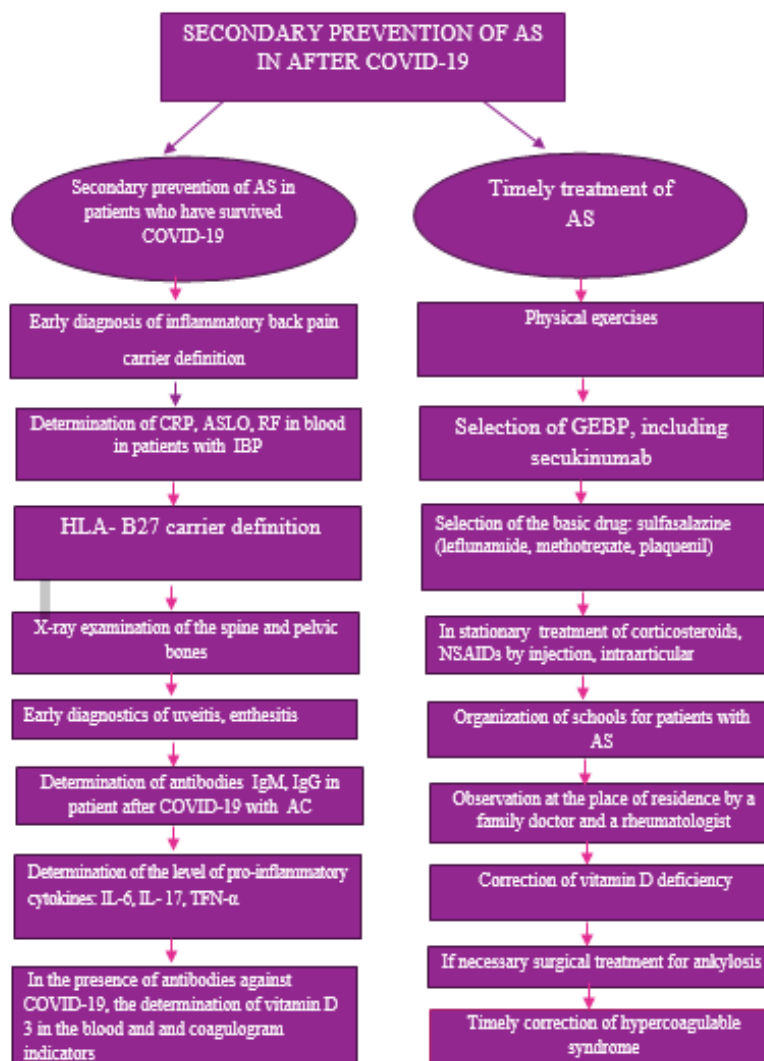 SECONDARY PREVENTION OF AS
IN AFTER COVID-19
Secondary prevention of AS in
patients who have survived
COVID-19
Early diagnosis of inflammatory back pain
carrier definition
Determination of CRP, ASLO, RF in blood
in patients with IBP
HLA- B27 carrier definition
X-ray examination of the spine and pelvic
bones
Early diagnostics of uveitis, enthesitis
Determination of antibodies IgM, IgG in
patient after COVID-19 with AC
Determination of the level of pro-inflammatory
cytokines: IL-6, IL- 17, TFN-α
In the presence of antibodies against
COVID-19, the determination of vitamin D
3 in the blood and and coagulogram
indicators
Timely treatment of
AS
Physical exercises
Selection of GEBP, including
secukinumab
Selection of the basic drug: sulfasalazine
(leflunamide, methotrexate, plaquenil)
In stationary treatment of corticosteroids,
NSAIDs by injection, intraarticular
Organization of schools for patients with
AS
Observation at the place of residence by a
family doctor and a rheumatologist
Correction of vitamin D deficiency
If necessary surgical treatment for ankylosis
Timely correction of hypercoagulable
syndrome